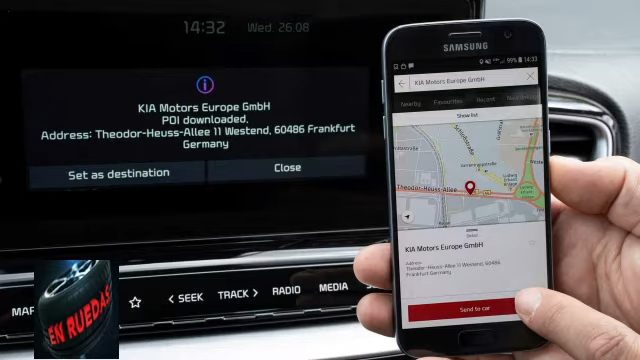 14:32 Wed. 26.08
KIA Motors Europe GmbH
POI downloaded.
Address: Theodor-Heuss-Allee 11 Westend, 60486 Frankfurt
Germany
Set as destination
Close
MAP
SEEK
TRACK
RADIO
MEDIA
EN RUEDAS
SAMSUNG
99% 14:33
KIA Motors Europe GmbH
Nearby Favourites Recent
Show list
Theodor-Heuss-Allee
KIA Motors Europe GmbH
Address
Theodor-Heuss-Allee 11 Westend, 60486
Frankfurt Germany
Send to car